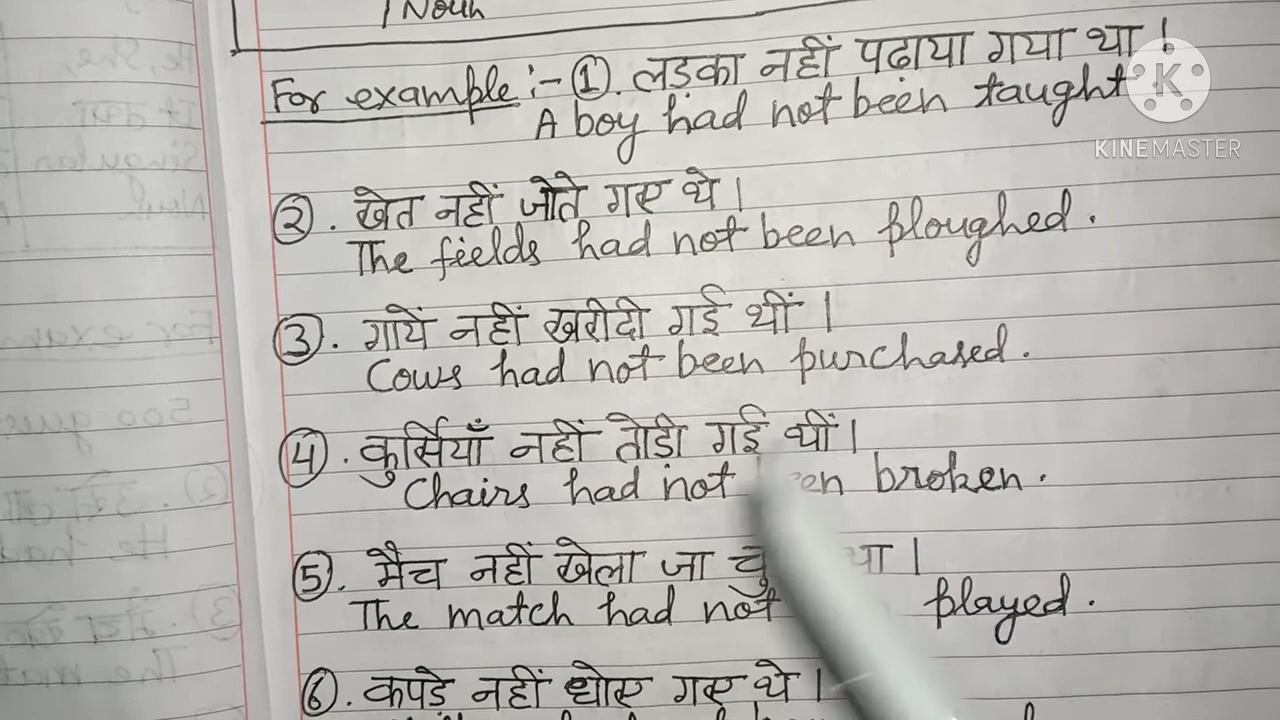 Noun
For example :- ①. लड़का नहीं पढाया गया था !
A boy had not been taught.
②. खेत नहीं जोते गए थे।
The fields had not been ploughed.
③. गायें नहीं खरीदी गई थीं।
Cows had not been purchased.
④. कुर्सियाँ नहीं तोड़ी गई थीं।
Chairs had not broken.
⑤. मैच नहीं खेला जा था।
The match had not played.
⑥. कपड़े नहीं धोए गए थे।
K
KINEMASTER